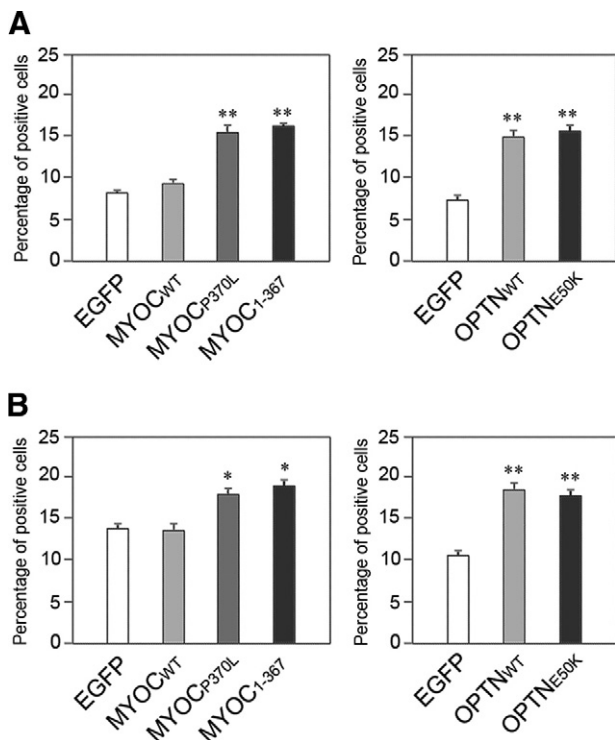 A
Percentage of positive cells
25
20
15
10
5
0
** **
EGFP
MYOCWT
MYOCP370L
MYOC1-367
Percentage of positive cells
25
20
15
10
5
0
** **
EGFP
OPTNWT
OPTNE50K
B
Percentage of positive cells
25
20
15
10
5
0
* *
EGFP
MYOCWT
MYOCP370L
MYOC1-367
Percentage of positive cells
25
20
15
10
5
0
** **
EGFP
OPTNWT
OPTNE50K